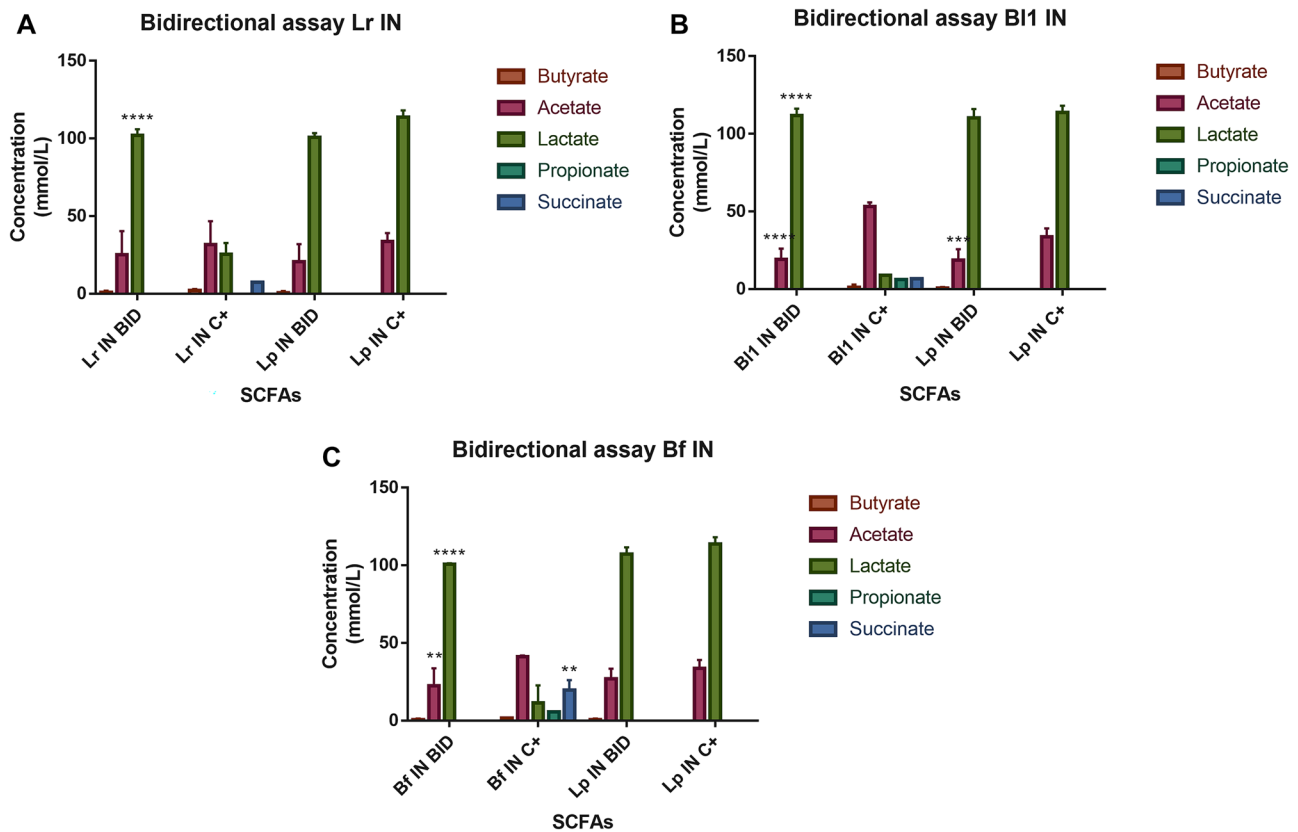 A
Bidirectional assay Lr IN
Concentration
(mmol/L)
150
100
50
0
****
Lr IN BID
Lr IN C+
Lp IN BID
Lp IN C+
SCFAs
Butyrate
Acetate
Lactate
Propionate
Succinate
B
Bidirectional assay Bl1 IN
Concentration
(mmol/L)
150
100
50
0
****
****
***
Bl1 IN BID
Bl1 IN C+
Lp IN BID
Lp IN C+
SCFAs
Butyrate
Acetate
Lactate
Propionate
Succinate
C
Bidirectional assay Bf IN
Concentration
(mmol/L)
150
100
50
0
****
**
**
Bf IN BID
Bf IN C+
Lp IN BID
Lp IN C+
SCFAs
Butyrate
Acetate
Lactate
Propionate
Succinate